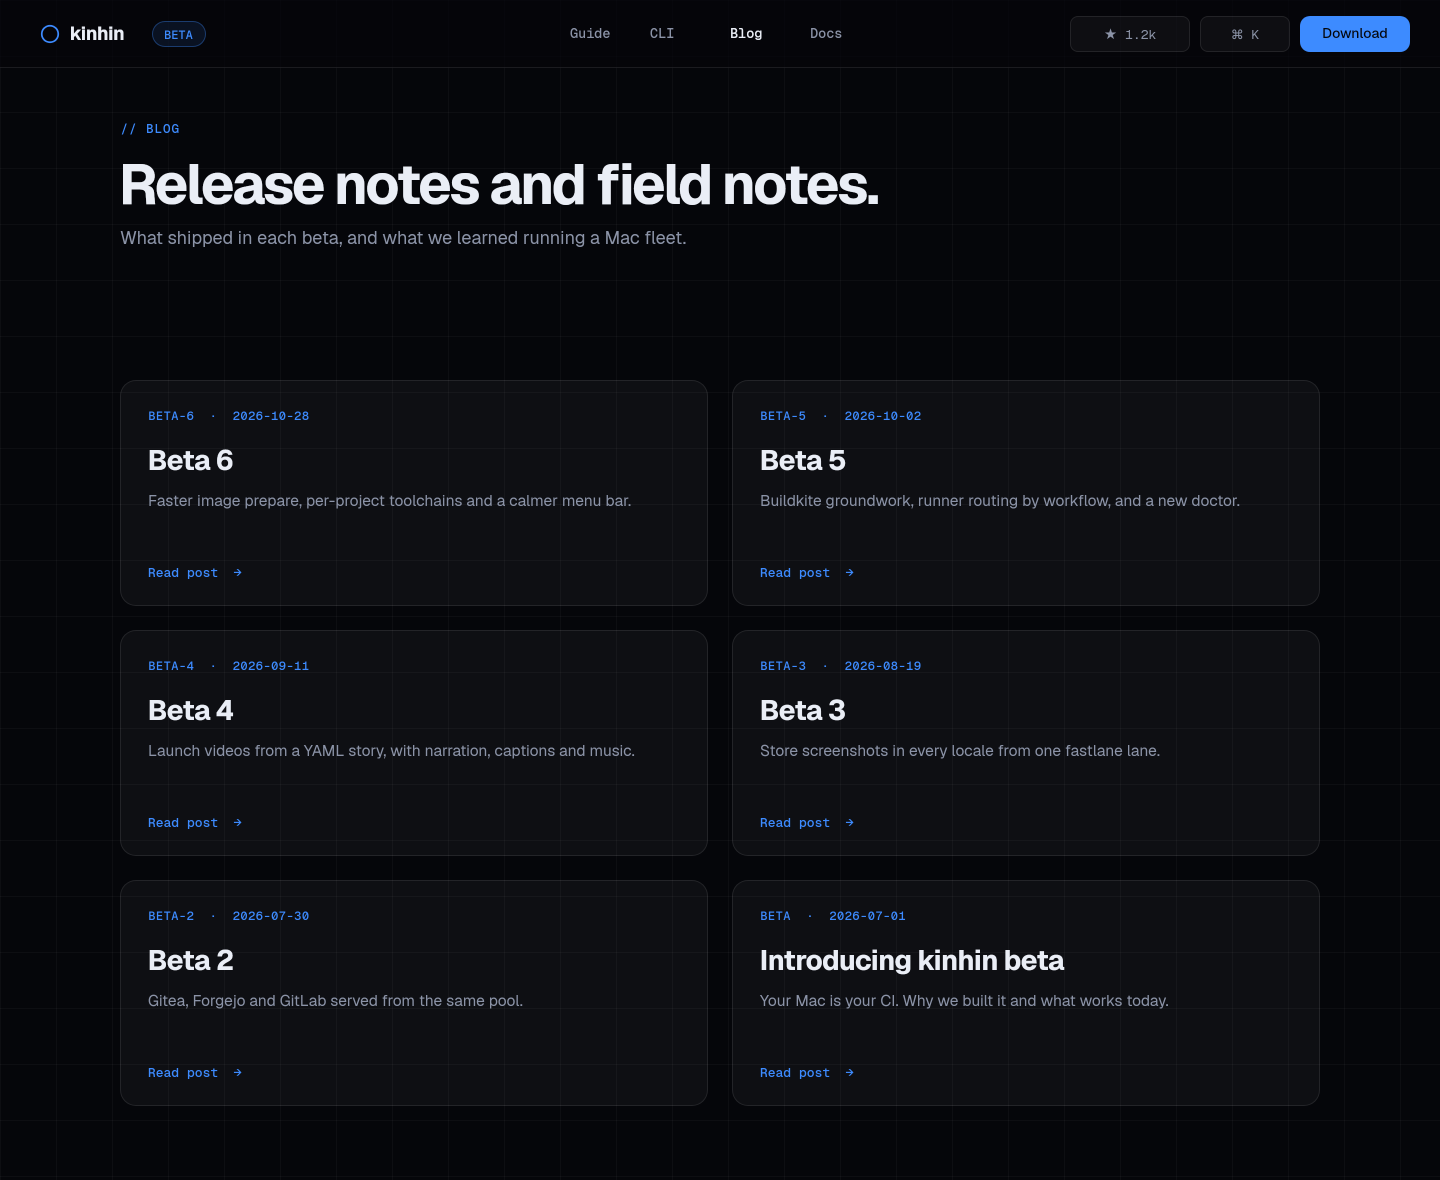 kinhin BETA Guide CLI Blog Docs ★ 1.2k ⌘ K Download
// BLOG
Release notes and field notes.
What shipped in each beta, and what we learned running a Mac fleet.
BETA-6 · 2026-10-28
Beta 6
Faster image prepare, per-project toolchains and a calmer menu bar.
Read post →
BETA-5 · 2026-10-02
Beta 5
Buildkite groundwork, runner routing by workflow, and a new doctor.
Read post →
BETA-4 · 2026-09-11
Beta 4
Launch videos from a YAML story, with narration, captions and music.
Read post →
BETA-3 · 2026-08-19
Beta 3
Store screenshots in every locale from one fastlane lane.
Read post →
BETA-2 · 2026-07-30
Beta 2
Gitea, Forgejo and GitLab served from the same pool.
Read post →
BETA · 2026-07-01
Introducing kinhin beta
Your Mac is your CI. Why we built it and what works today.
Read post →